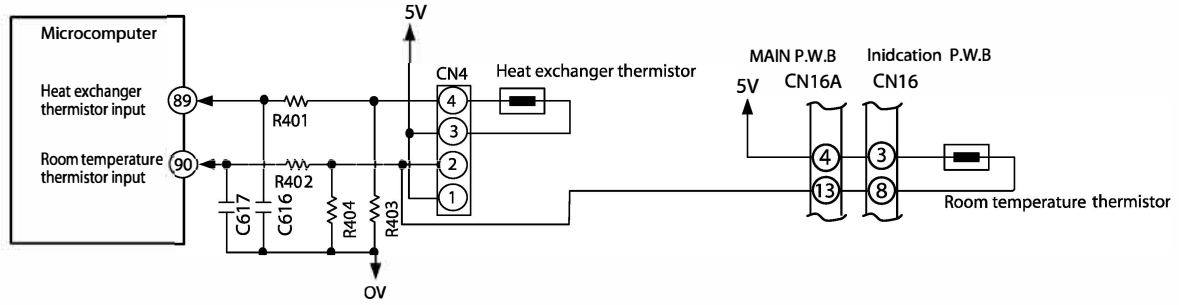 Microcomputer
Heat exchanger
thermistor input
89
Room temperature
thermistor input
90
R401
R402
C617
C616
R404
R403
5V
CN4
4
3
2
1
Heat exchanger thermistor
OV
MAIN P.W.B
Inidcation P.W.B
5V
CN16A
CN16
4
3
13
8
Room temperature thermistor